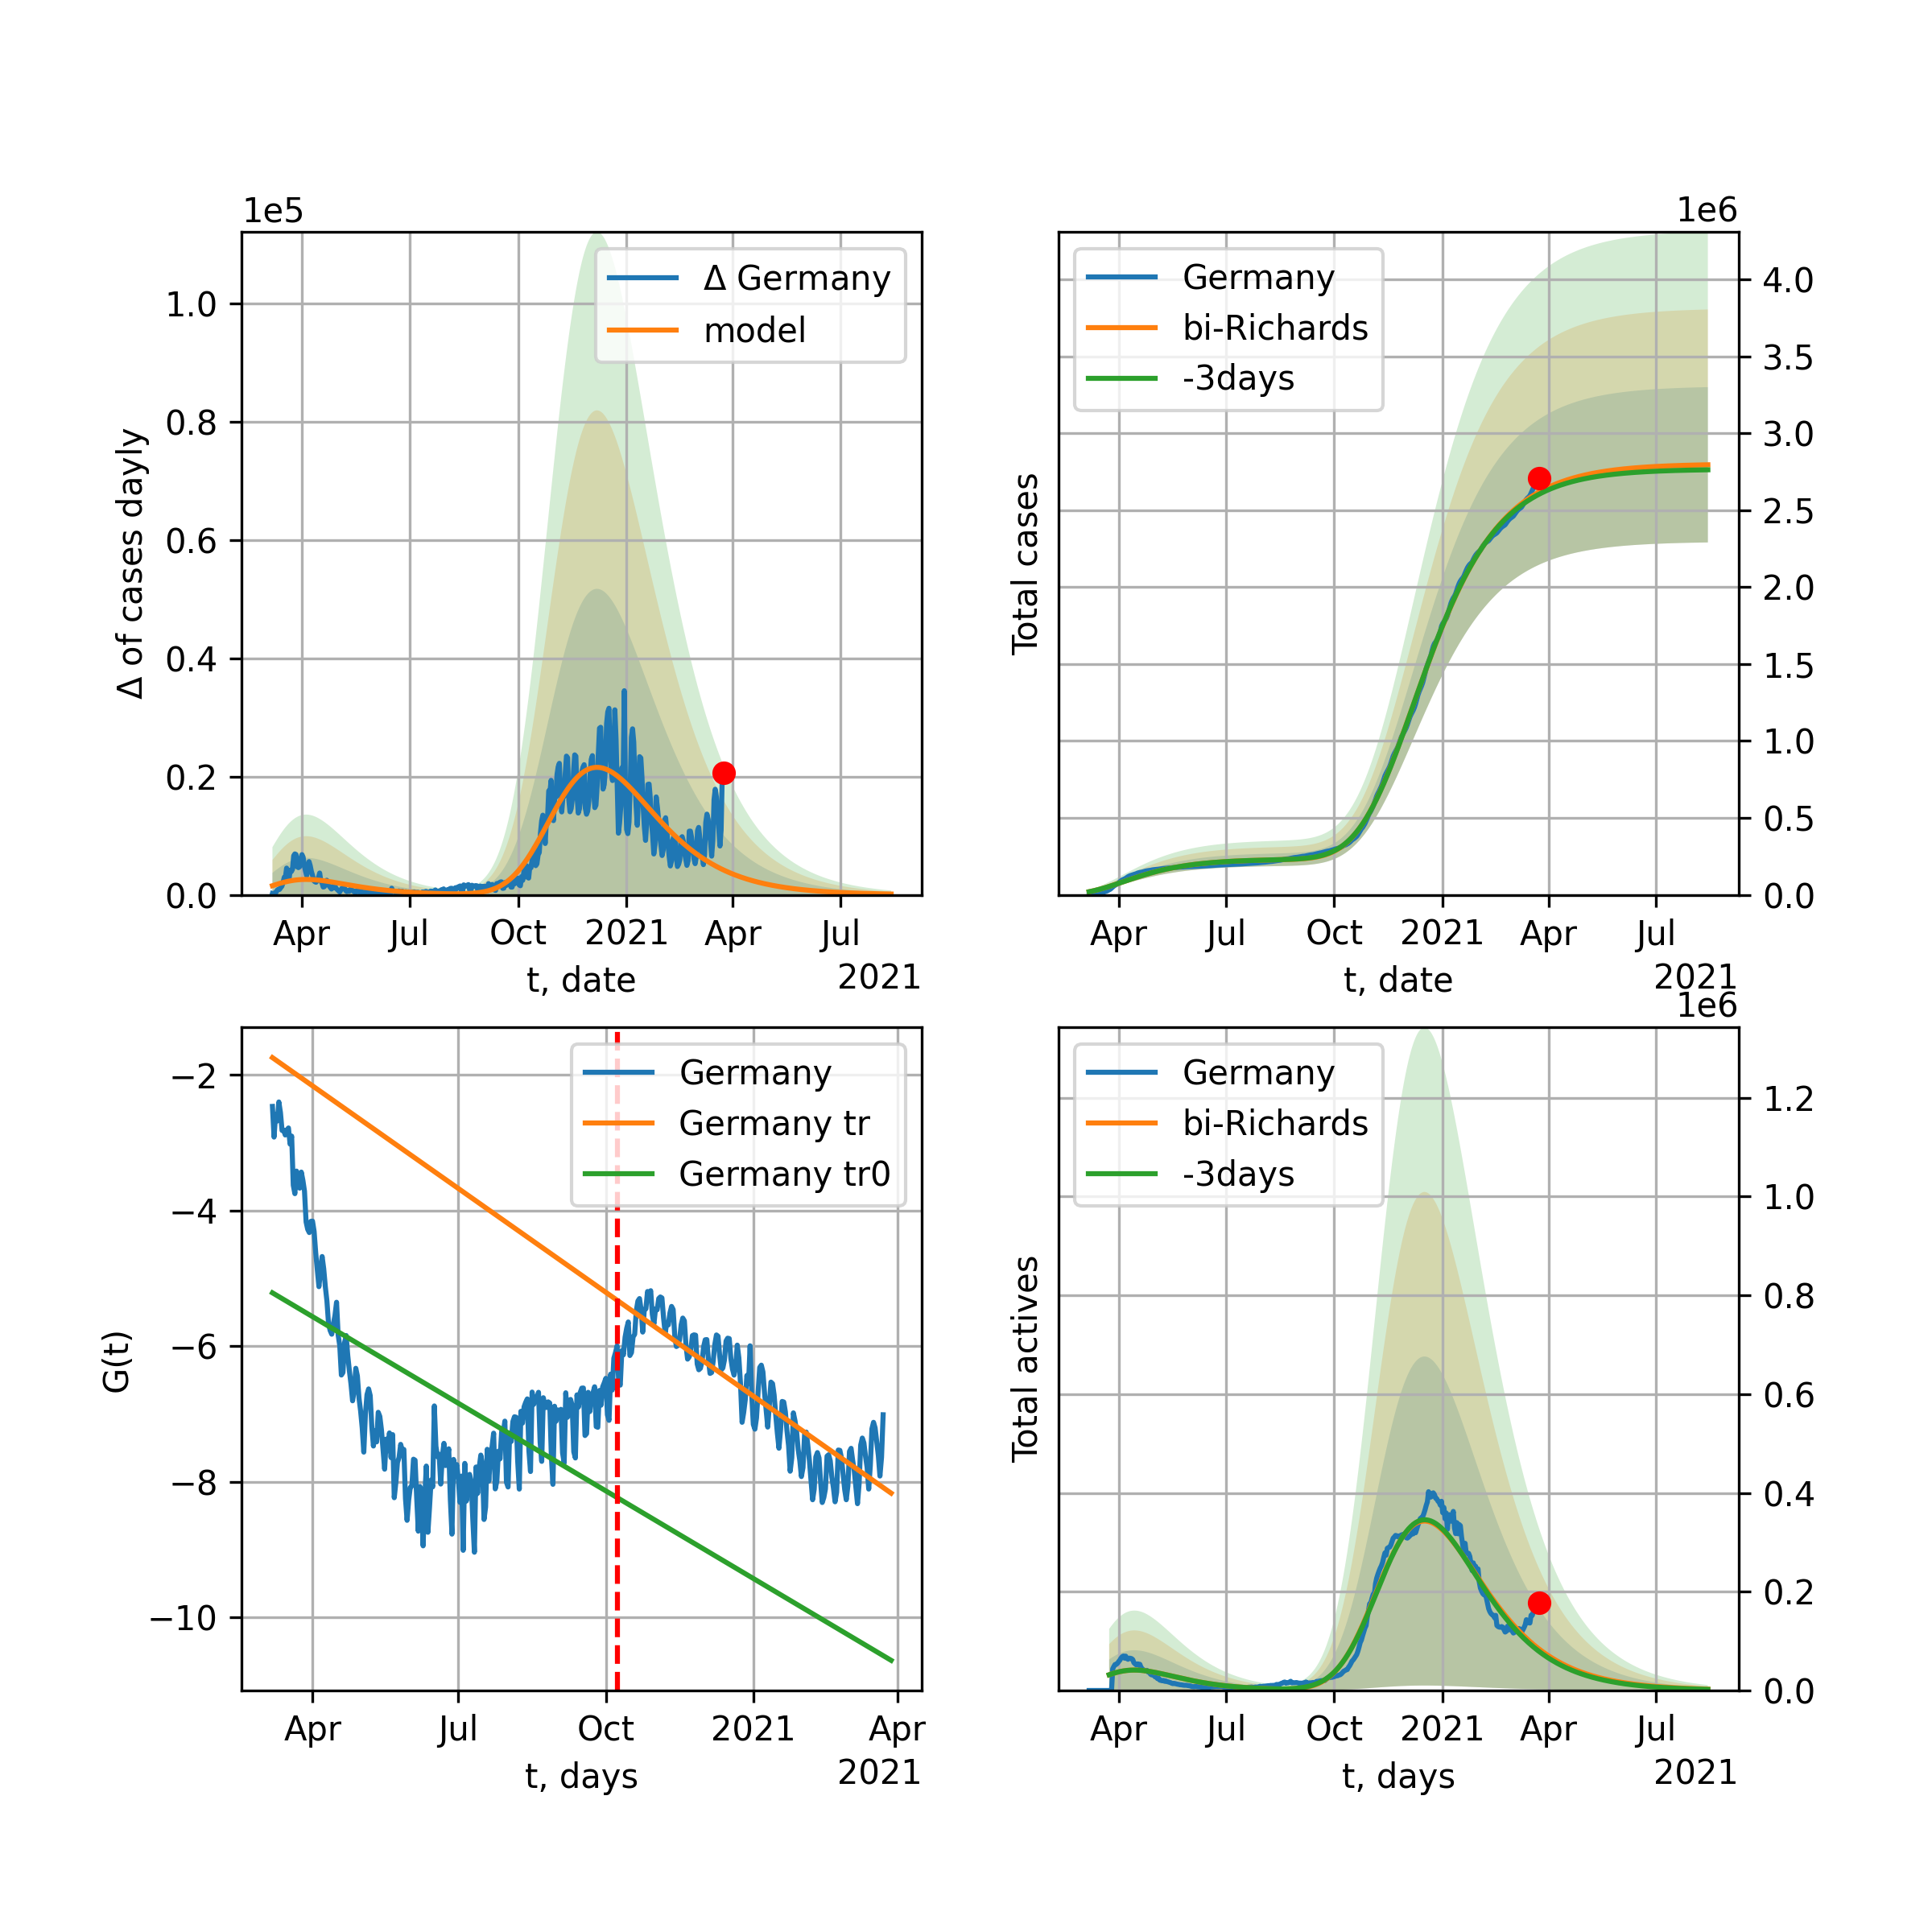 1e5
Δ of cases dayly
1.0
0.8
0.6
0.4
0.2
0.0
Δ Germany
model
Apr Jul Oct 2021 Apr Jul
t, date
2021
1e6
Total cases
Germany
bi-Richards
-3days
4.0
3.5
3.0
2.5
2.0
1.5
1.0
0.5
0.0
Apr Jul Oct 2021 Apr Jul
t, date
2021
G(t)
−2
−4
−6
−8
−10
Germany
Germany tr
Germany tr0
Apr Jul Oct 2021 Apr
t, days
2021
1e6
Total actives
Germany
bi-Richards
-3days
1.2
1.0
0.8
0.6
0.4
0.2
0.0
Apr Jul Oct 2021 Apr Jul
t, days
2021